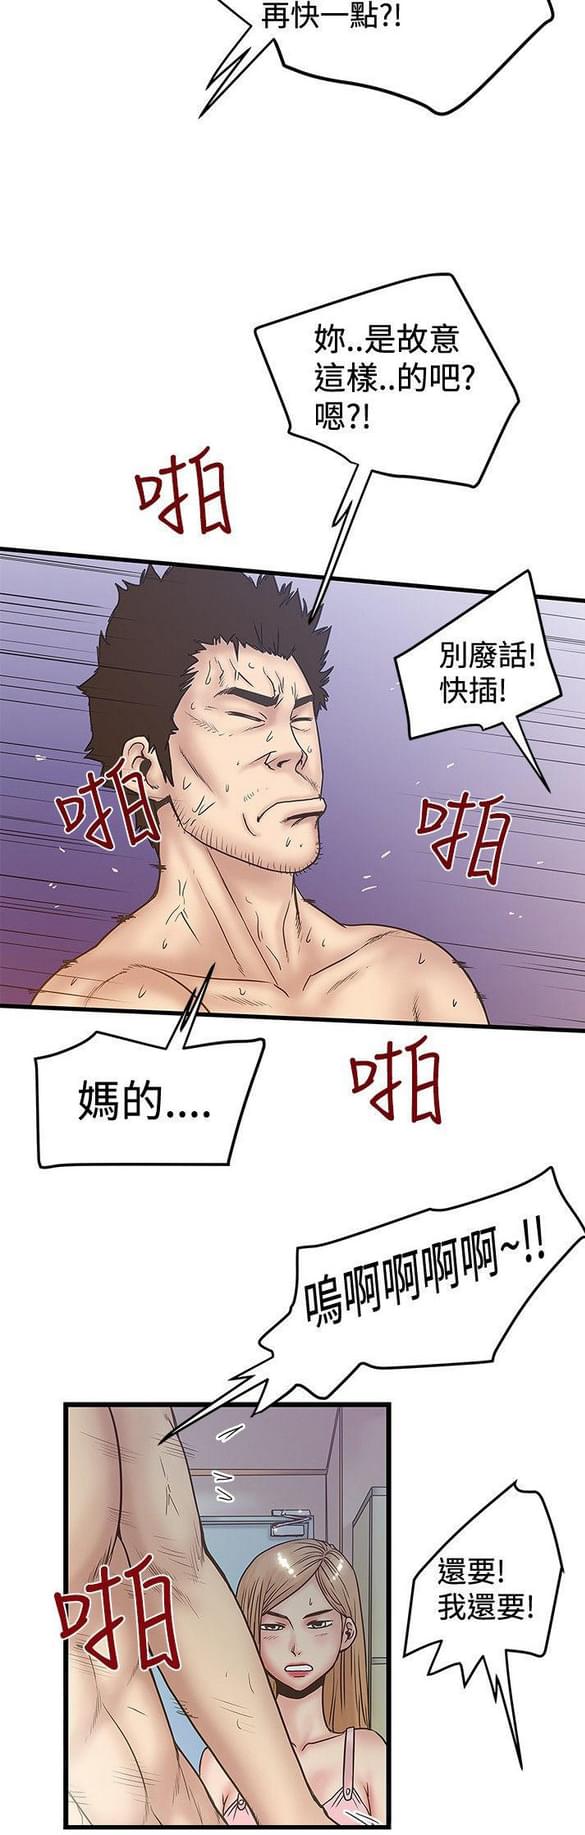 再快一點?!
妳..是故意
這樣..的吧?
嗯?!
啪
別廢話!
快插!
啪
啪
媽的....
啪
嗚啊啊啊啊~!!
還要!
我還要!
啪